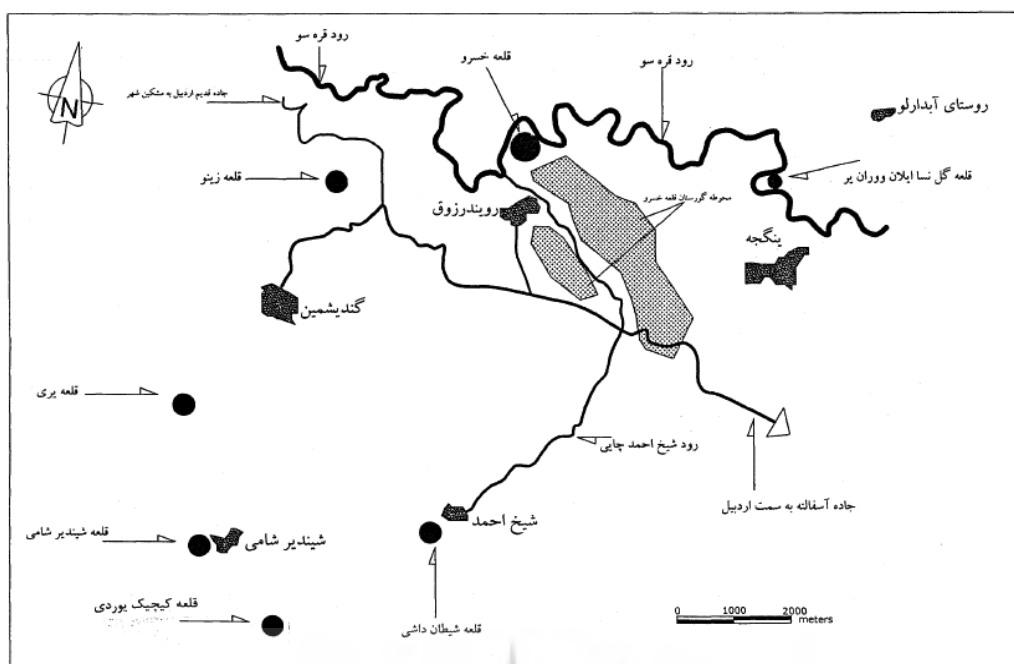 رود قره سو
قلعه خسرو
رود قره سو
روستای آبدارلو
جاده قدیم اردبیل به مشکین شهر
N
قلعه زینو
قلعه گل نسا ایلان ووران یر
روبندرزوق
محوطه گورستان قلعه خسرو
ینگجه
گندیشمین
قلعه یری
رود شیخ احمد چایی
جاده آسفالته به سمت اردبیل
شیخ احمد
قلعه شیندیر شامی
شیندیر شامی
قلعه کیچیک یوردی
قلعه شیطان داشی
0 1000 2000
meters